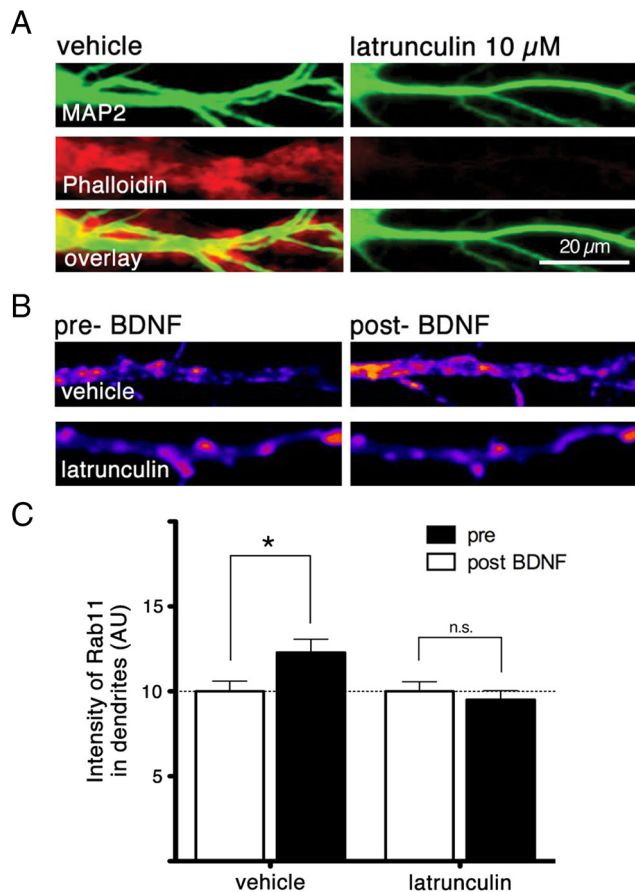 A
vehicle
latrunculin 10 µM
MAP2
Phalloidin
overlay
20 µm
B
pre- BDNF
post- BDNF
vehicle
latrunculin
C
pre
post BDNF
Intensity of Rab11
in dendrites (AU)
15
10
5
*
n.s.
vehicle
latrunculin